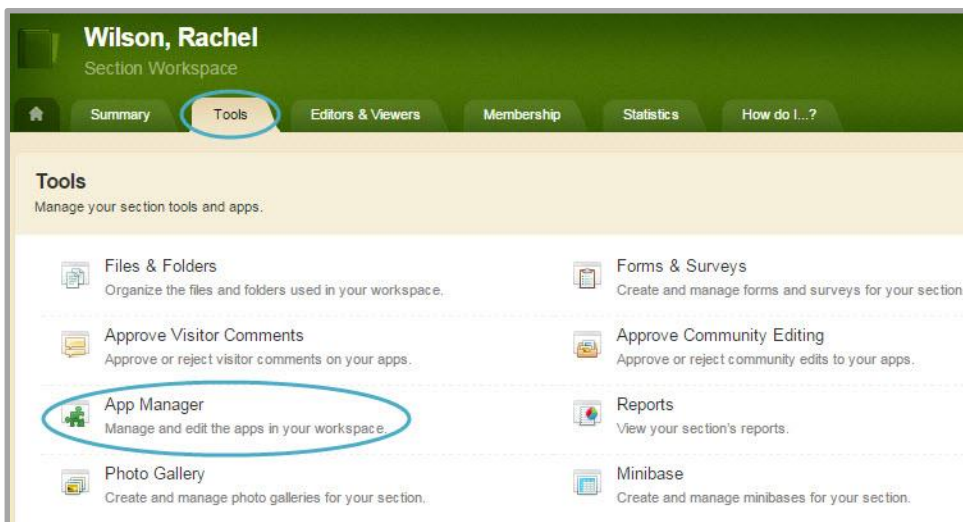 Wilson, Rachel
Section Workspace
Summary Tools Editors & Viewers Membership Statistics How do I...?
Tools
Manage your section tools and apps.
Files & Folders
Organize the files and folders used in your workspace.
Forms & Surveys
Create and manage forms and surveys for your section
Approve Visitor Comments
Approve or reject visitor comments on your apps.
Approve Community Editing
Approve or reject community edits to your apps.
App Manager
Manage and edit the apps in your workspace.
Reports
View your section's reports.
Photo Gallery
Create and manage photo galleries for your section.
Minibase
Create and manage minibases for your section.